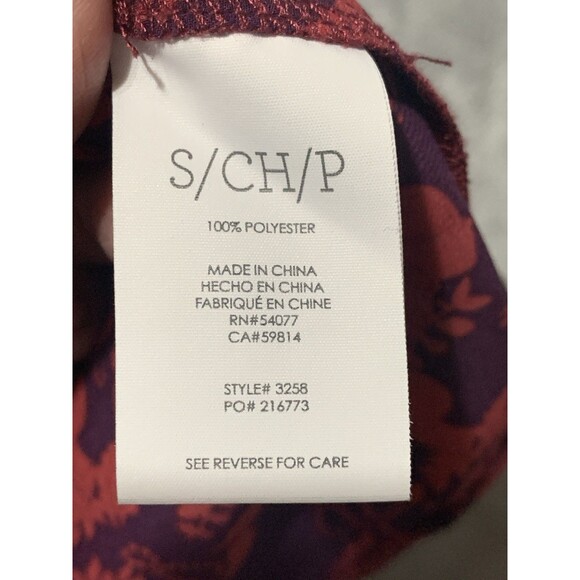 S/CH/P
100% POLYESTER
MADE IN CHINA
HECHO EN CHINA
FABRIQUÉ EN CHINE
RN#54077
CA#59814
STYLE# 3258
PO# 216773
SEE REVERSE FOR CARE